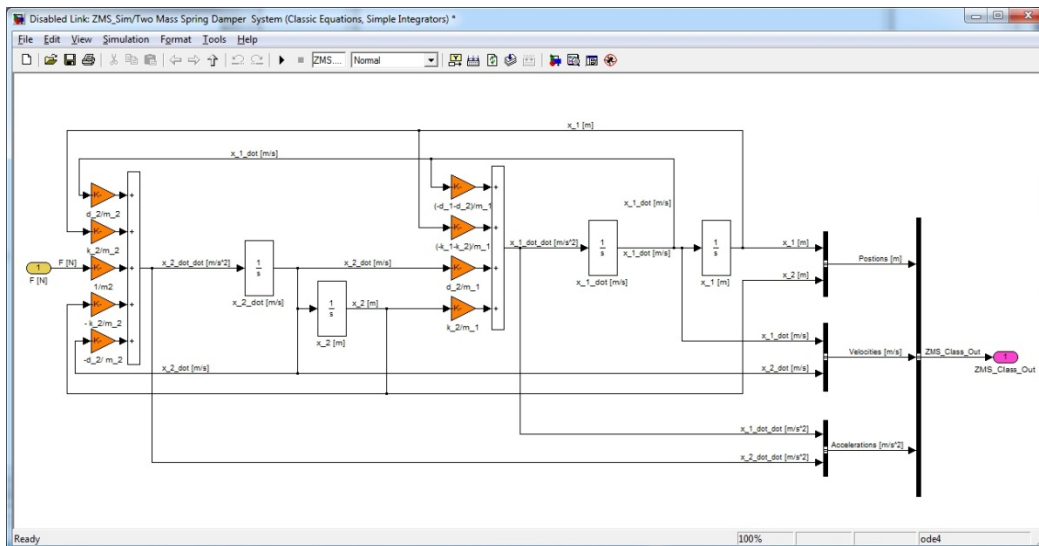 Disabled Link: ZMS_Sim/Two Mass Spring Damper System (Classic Equations, Simple Integrators) *
File Edit View Simulation Format Tools Help
ZMS.... Normal
x_1 [m]
x_1_dot [m/s]
-K-
d_2/m_2
-K-
k_2/m_2
1
F [N]
F [N]
-K-
1/m2
-K-
- k_2/m_2
-K-
-d_2/ m_2
+
+
+
+
+
x_2_dot_dot [m/s^2]
1
s
x_2_dot [m/s]
x_2_dot [m/s]
1
s
x_2 [m]
x_2 [m]
-K-
(-d_1-d_2)/m_1
-K-
(-k_1-k_2)/m_1
-K-
d_2/m_1
-K-
k_2/m_1
+
+
+
+
x_1_dot_dot [m/s^2]
1
s
x_1_dot [m/s]
x_1_dot [m/s]
x_1_dot [m/s]
1
s
x_1 [m]
x_1 [m]
x_2 [m]
Postions [m]
x_2_dot [m/s]
x_1_dot [m/s]
x_2_dot [m/s]
Velocities [m/s]
ZMS_Class_Out
1
ZMS_Class_Out
x_1_dot_dot [m/s^2]
x_2_dot_dot [m/s^2]
Accelerations [m/s^2]
Ready 100% ode4